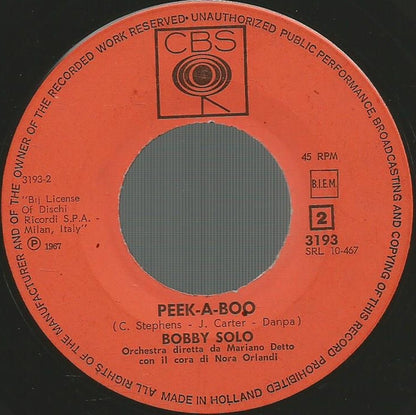 ALL RIGHTS OF THE MANUFACTURER AND OF THE OWNER OF THE RECORDED WORK RESERVED • UNAUTHORIZED PUBLIC PERFORMANCE, BROADCASTING AND COPYING OF THIS RECORD PROHIBITED
MADE IN HOLLAND
CBS
45 RPM
3193-2
B.I.E.M.
"Bij License
Of Dischi
Ricordi S.P.A. -
Milan, Italy"
2
3193
SRL 10-467
℗ 1967
PEEK-A-BOO
(C. Stephens - J. Carter - Danpa)
BOBBY SOLO
Orchestra diretta da Mariano Detto
con il cora di Nora Orlandi